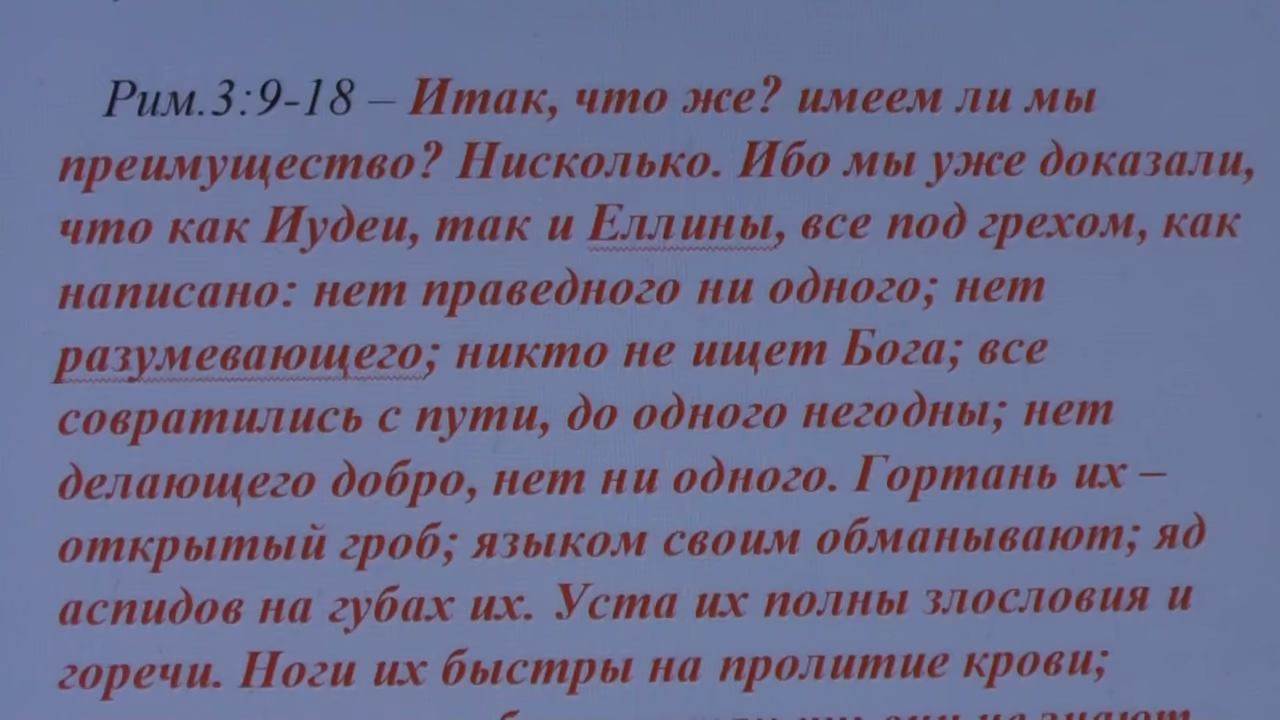 Рим.3:9-18 – Итак, что же? имеем ли мы
преимущество? Нисколько. Ибо мы уже доказали,
что как Иудеи, так и Еллины, все под грехом, как
написано: нет праведного ни одного; нет
разумевающего; никто не ищет Бога; все
совратились с пути, до одного негодны; нет
делающего добро, нет ни одного. Гортань их –
открытый гроб; языком своим обманывают; яд
аспидов на губах их. Уста их полны злословия и
горечи. Ноги их быстры на пролитие крови;